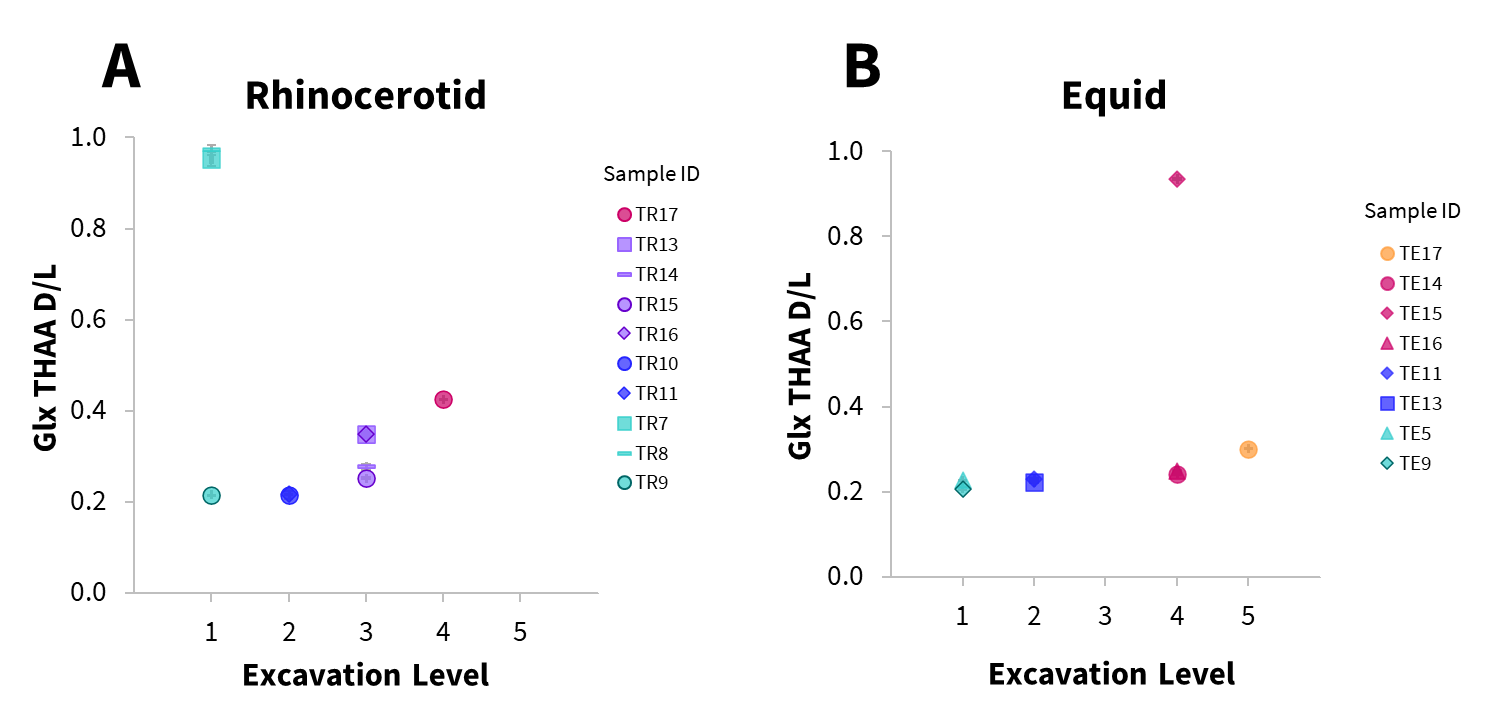 A
Rhinocerotid
1.0
0.8
0.6
0.4
0.2
0.0
Glx THAA D/L
1 2 3 4 5
Excavation Level
Sample ID
TR17
TR13
TR14
TR15
TR16
TR10
TR11
TR7
TR8
TR9
B
Equid
1.0
0.8
0.6
0.4
0.2
0.0
Glx THAA D/L
1 2 3 4 5
Excavation Level
Sample ID
TE17
TE14
TE15
TE16
TE11
TE13
TE5
TE9